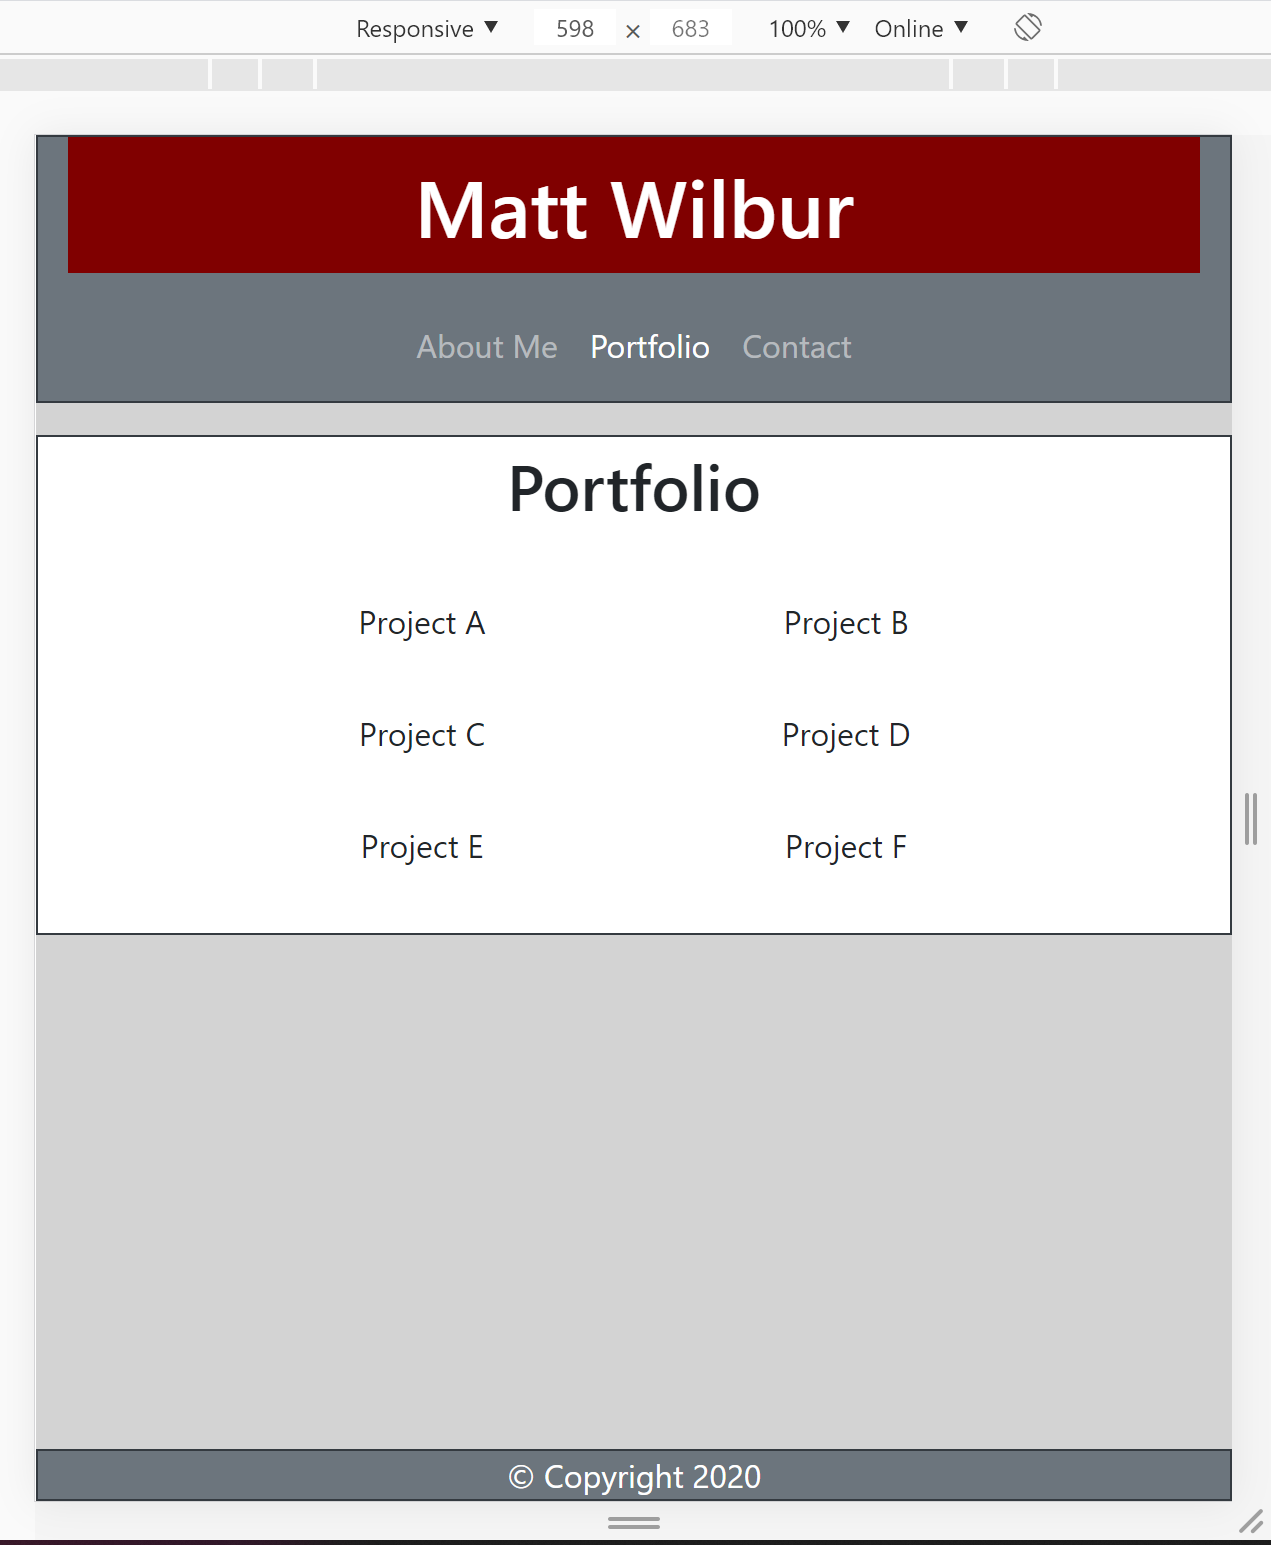 Responsive ▼ 598 × 683 100% ▼ Online ▼
Matt Wilbur
About Me Portfolio Contact
Portfolio
Project A Project B
Project C Project D
Project E Project F
© Copyright 2020